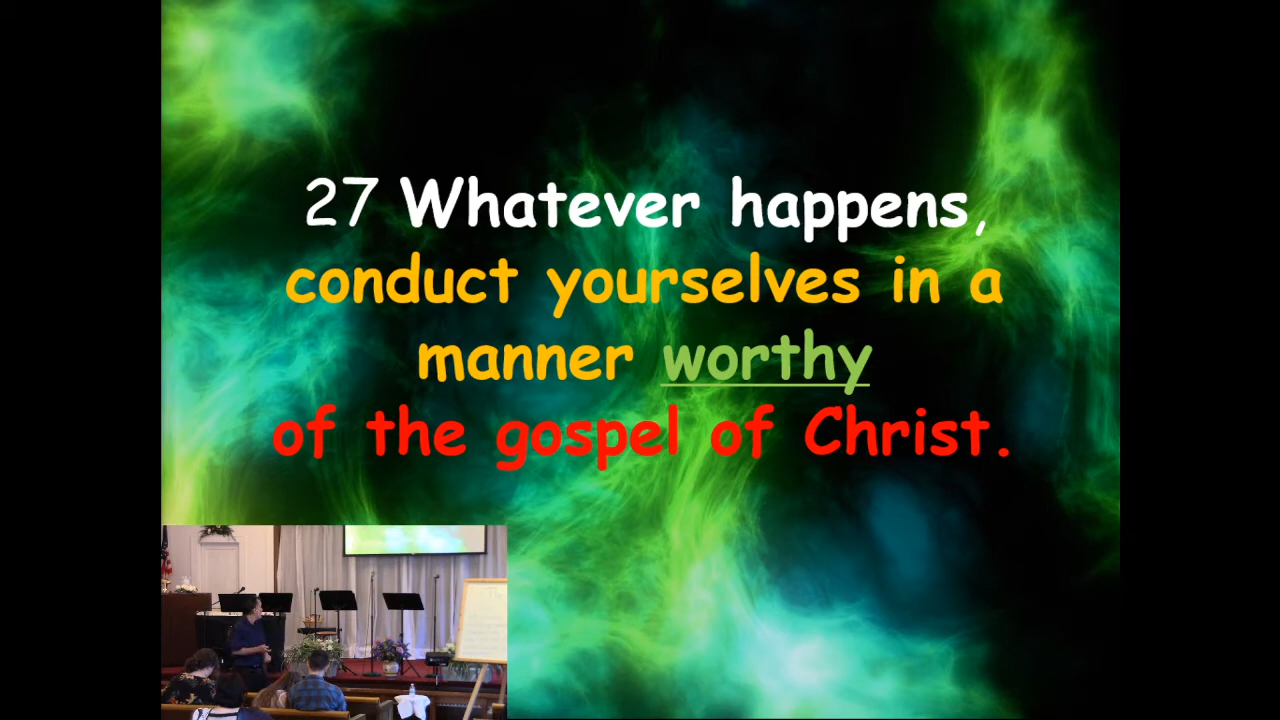 27 Whatever happens,
conduct yourselves in a
manner worthy
of the gospel of Christ.